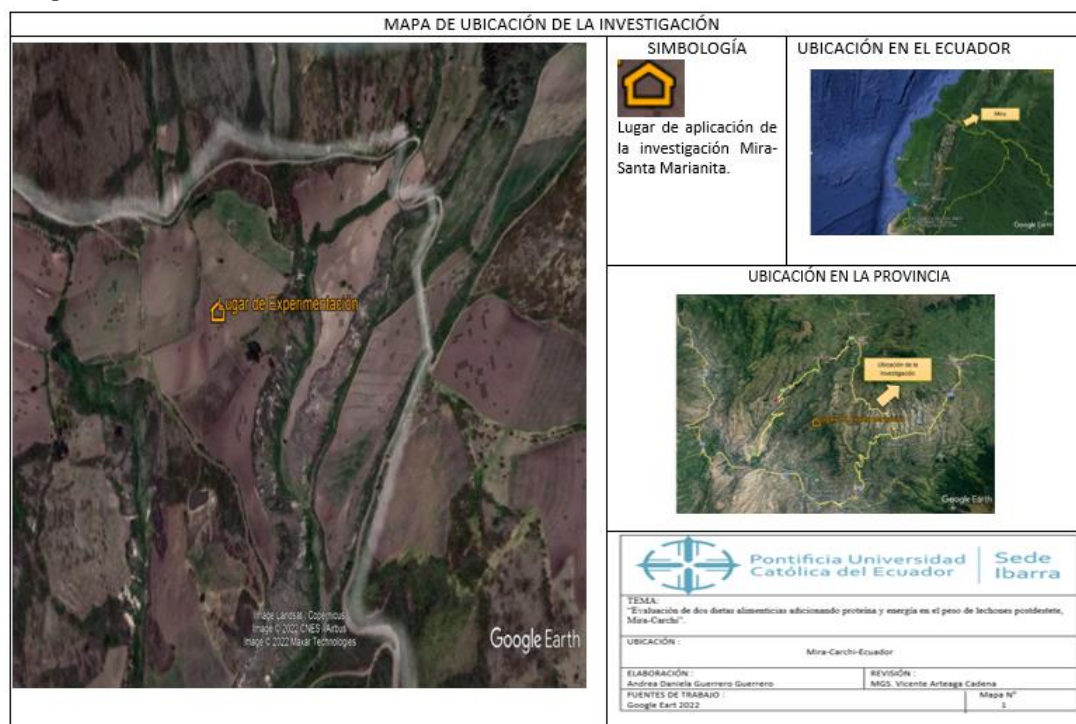 MAPA DE UBICACIÓN DE LA INVESTIGACIÓN
Lugar de Experimentación
Image Landsat / Copernicus
Image © 2022 CNES / Airbus
Image © 2022 Maxar Technologies
Google Earth
SIMBOLOGÍA
Lugar de aplicación de
la investigación Mira-
Santa Marianita.
UBICACIÓN EN EL ECUADOR
Mira
Google Earth
UBICACIÓN EN LA PROVINCIA
Ubicación de la
Investigación
Google Earth
Pontificia Universidad
Católica del Ecuador
Sede
Ibarra
TEMA:
"Evaluación de dos dietas alimenticias adicionando proteína y energía en el peso de lechones postdestete,
Mira-Carchi".
UBICACIÓN :
Mira-Carchi-Ecuador
ELABORACIÓN :
Andrea Daniela Guerrero Guerrero
REVISIÓN :
MGS. Vicente Arteaga Cadena
FUENTES DE TRABAJO :
Google Eart 2022
Mapa N°
1